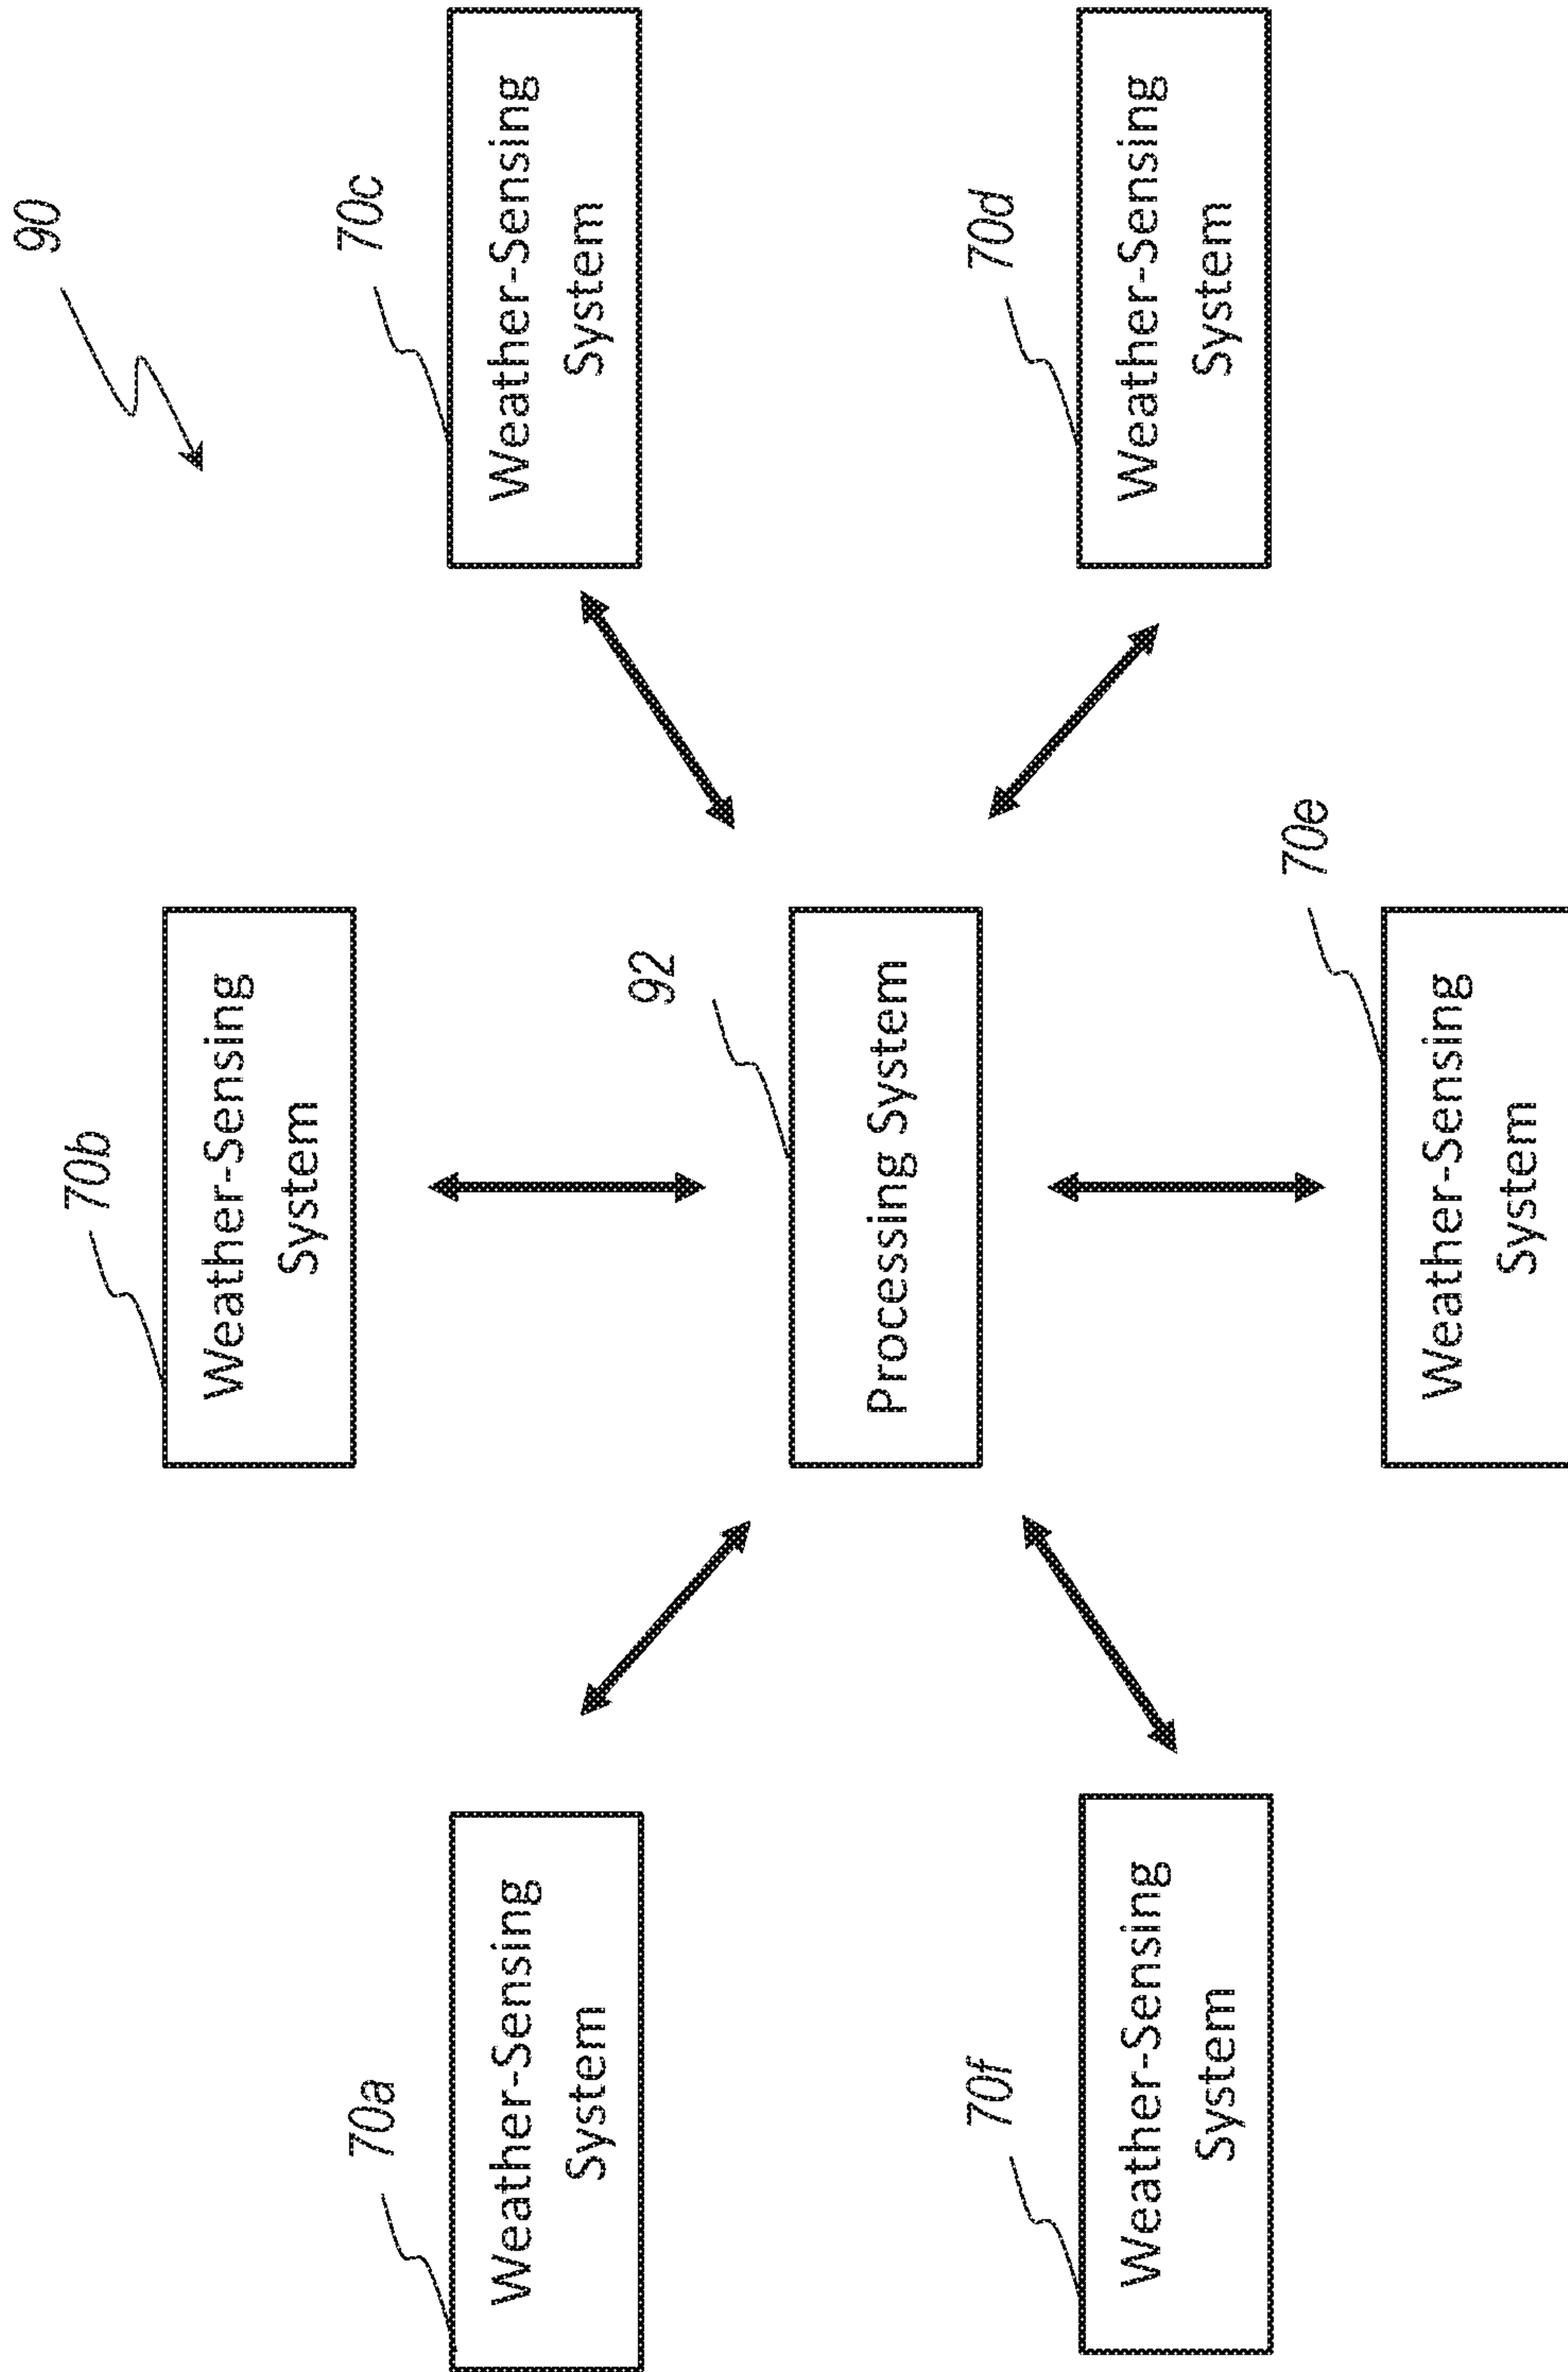 90
70b
Weather-Sensing
System
70a
Weather-Sensing
System
70c
Weather-Sensing
System
92
Processing System
70f
Weather-Sensing
System
70d
Weather-Sensing
System
70e
Weather-Sensing
System